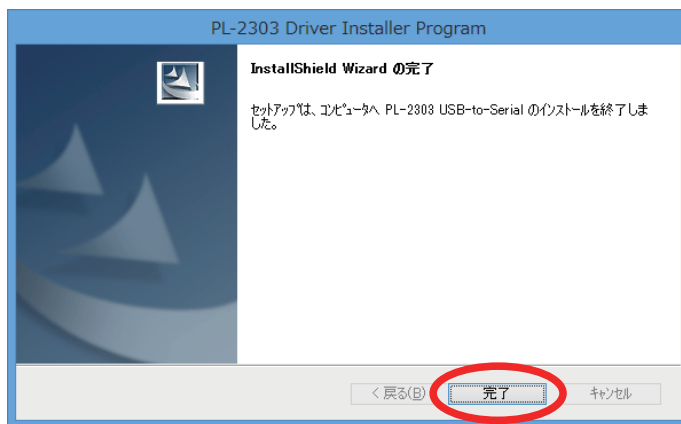 PL-2303 Driver Installer Program
InstallShield Wizard の完了
セットアップは、コンピュータへ PL-2303 USB-to-Serial のインストールを終了しま
した。
< 戻る(B)
完了
キャンセル